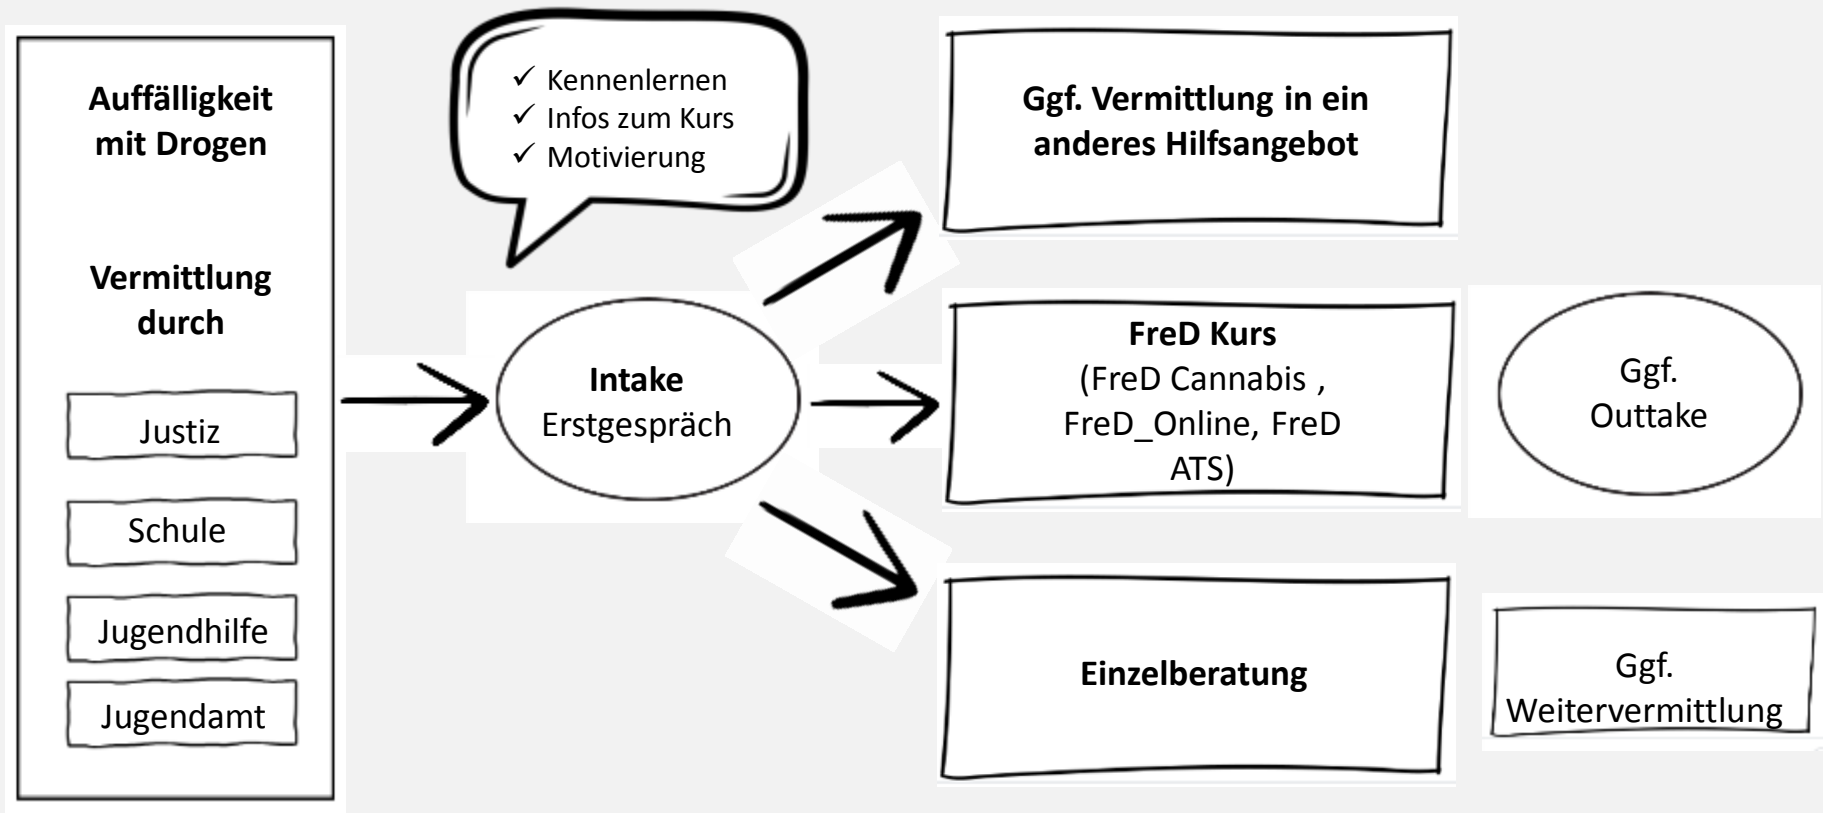 Auffälligkeit
mit Drogen
Vermittlung
durch
Justiz
Schule
Jugendhilfe
Jugendamt
✓ Kennenlernen
✓ Infos zum Kurs
✓ Motivierung
Intake
Erstgespräch
Ggf. Vermittlung in ein
anderes Hilfsangebot
FreD Kurs
(FreD Cannabis ,
FreD_Online, FreD
ATS)
Ggf.
Outtake
Einzelberatung
Ggf.
Weitervermittlung